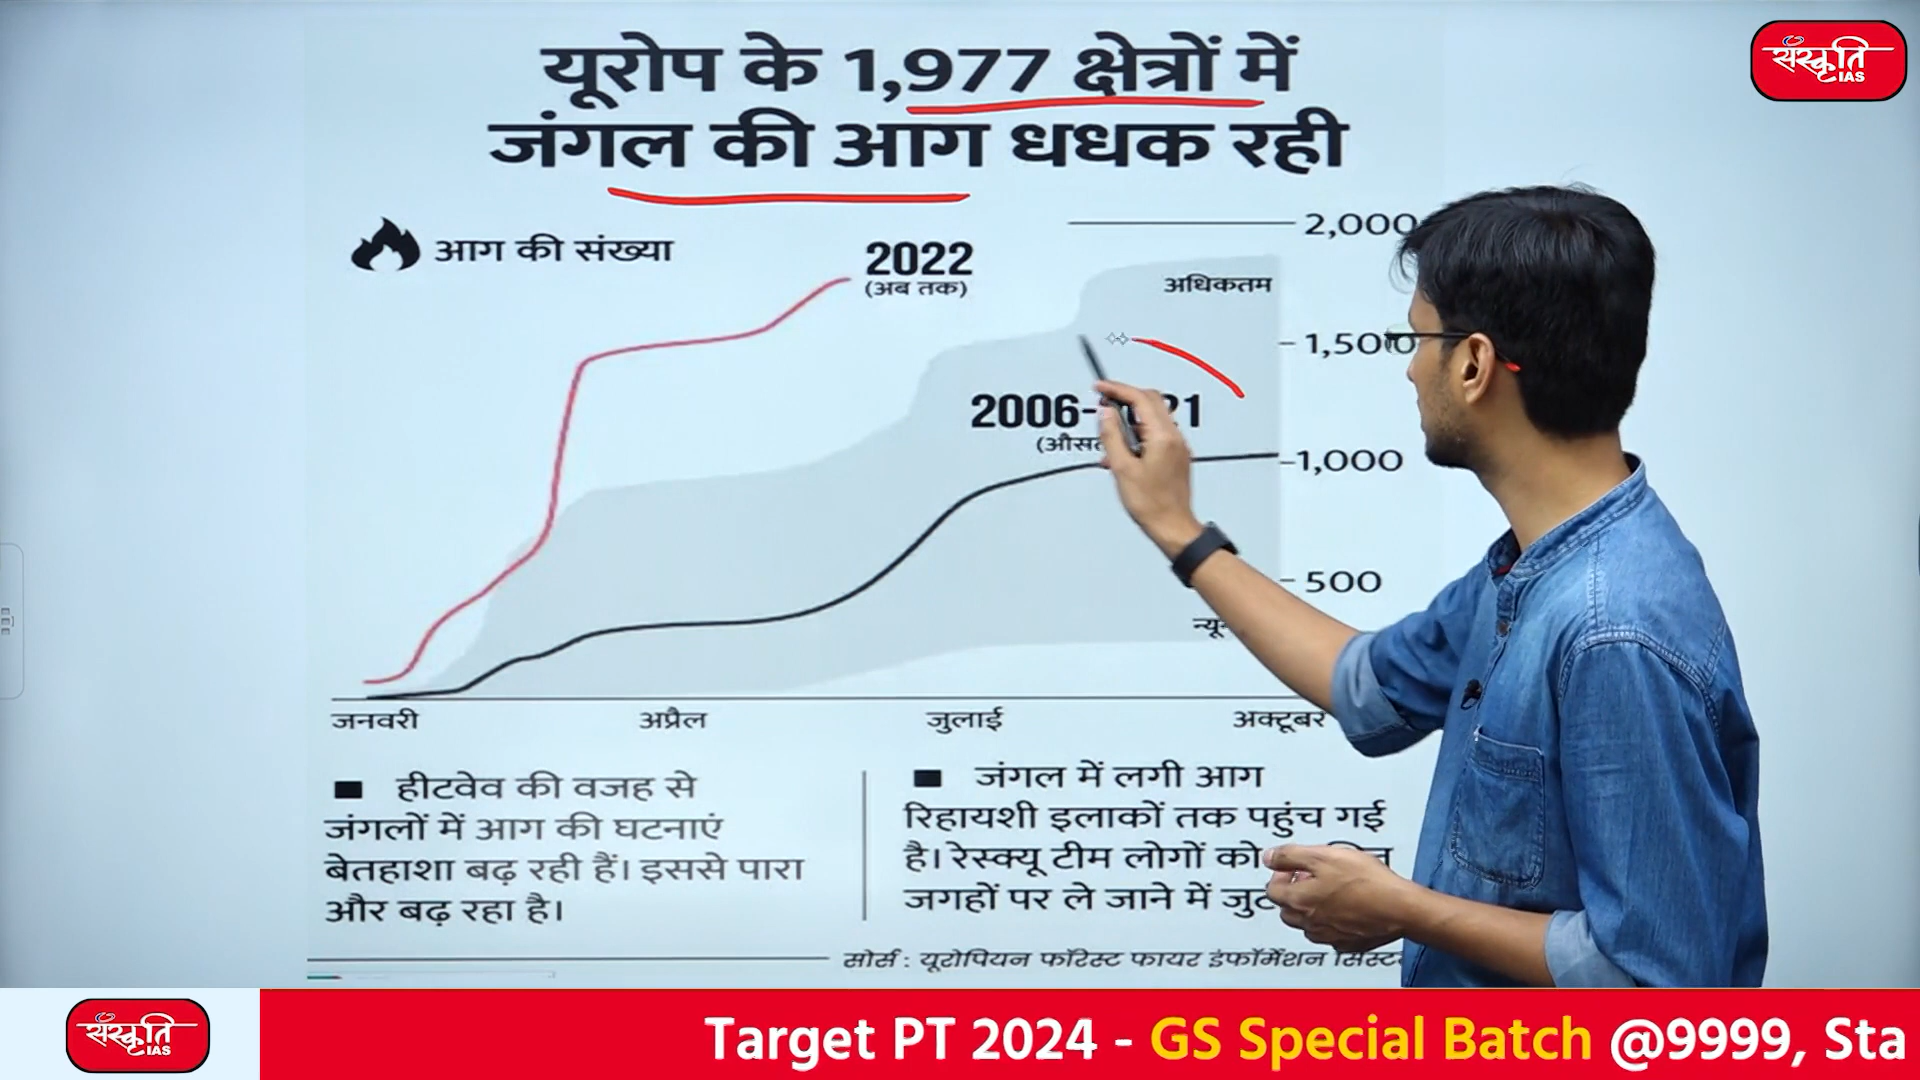 यूरोप के 1,977 क्षेत्रों में
जंगल की आग धधक रही
संस्कृति
IAS
आग की संख्या
2022
(अब तक)
2,000
अधिकतम
1,500
2006-2021
1,000
500
जनवरी
अप्रैल
जुलाई
अक्टूबर
हीटवेव की वजह से
जंगलों में आग की घटनाएं
बेतहाशा बढ़ रही हैं। इससे पारा
और बढ़ रहा है।
जंगल में लगी आग
रिहायशी इलाकों तक पहुंच गई
है। रेस्क्यू टीम लोगों को
जगहों पर ले जाने में
सोर्स : यूरोपियन फॉरेस्ट फायर इंफॉर्मेशन
संस्कृति
IAS
Target PT 2024 - GS Special Batch @9999, Sta